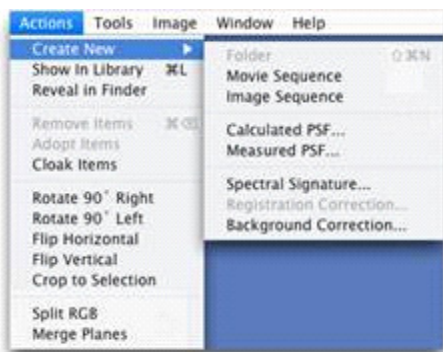 Actions Tools Image Window Help
Create New
Show In Library ⌘L
Reveal in Finder
Remove Items ⌘⌫
Adopt Items
Cloak Items
Rotate 90° Right
Rotate 90° Left
Flip Horizontal
Flip Vertical
Crop to Selection
Split RGB
Merge Planes
Folder ⇧⌘N
Movie Sequence
Image Sequence
Calculated PSF...
Measured PSF...
Spectral Signature...
Registration Correction...
Background Correction...